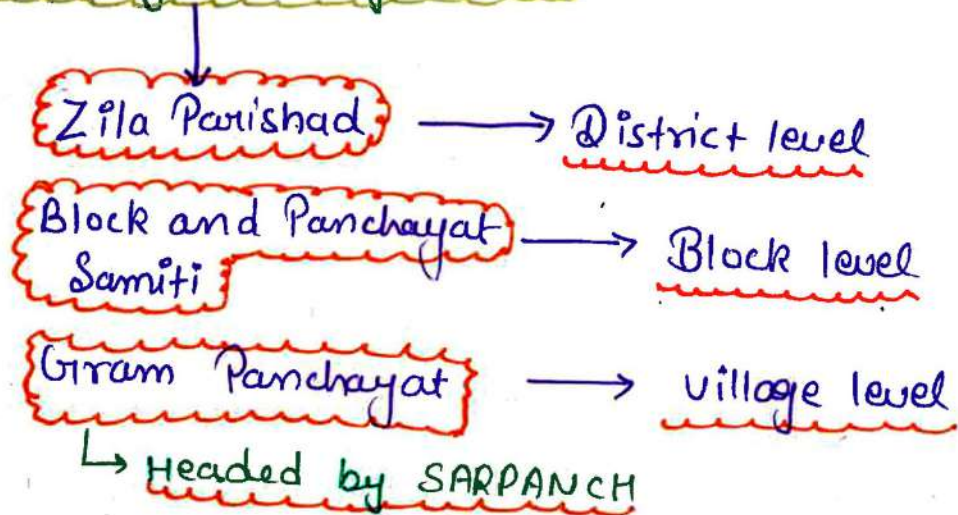 Zila Parishad → District level
Block and Panchayat → Block level
Samiti
Gram Panchayat → village level
↳ Headed by SARPANCH